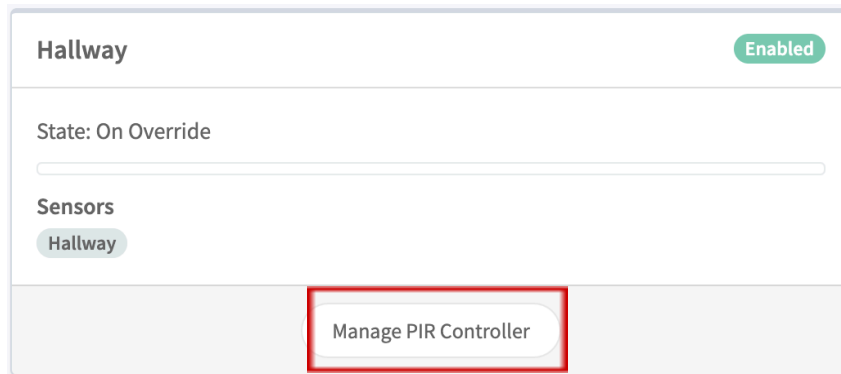 Hallway
Enabled
State: On Override
Sensors
Hallway
Manage PIR Controller